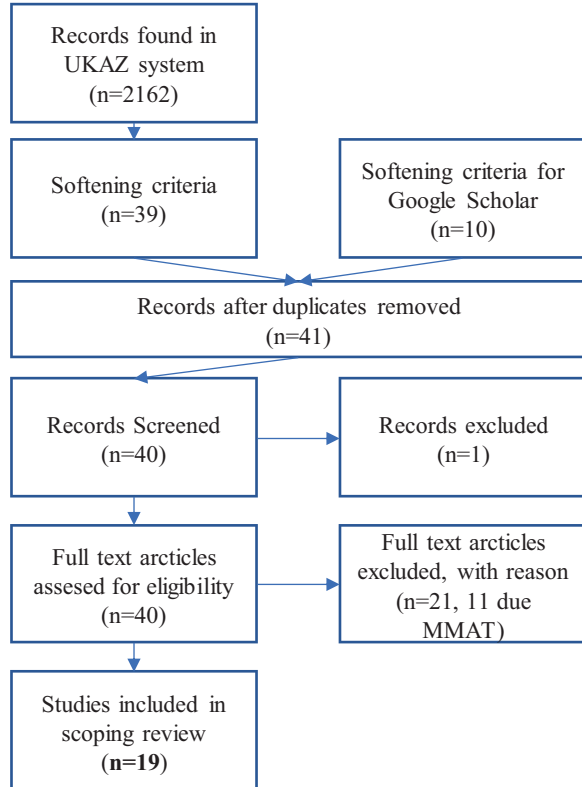 Records found in
UKAZ system
(n=2162)
Softening criteria
(n=39)
Softening criteria for
Google Scholar
(n=10)
Records after duplicates removed
(n=41)
Records Screened
(n=40)
Records excluded
(n=1)
Full text arcticles
assesed for eligibility
(n=40)
Full text arcticles
excluded, with reason
(n=21, 11 due
MMAT)
Studies included in
scoping review
(n=19)